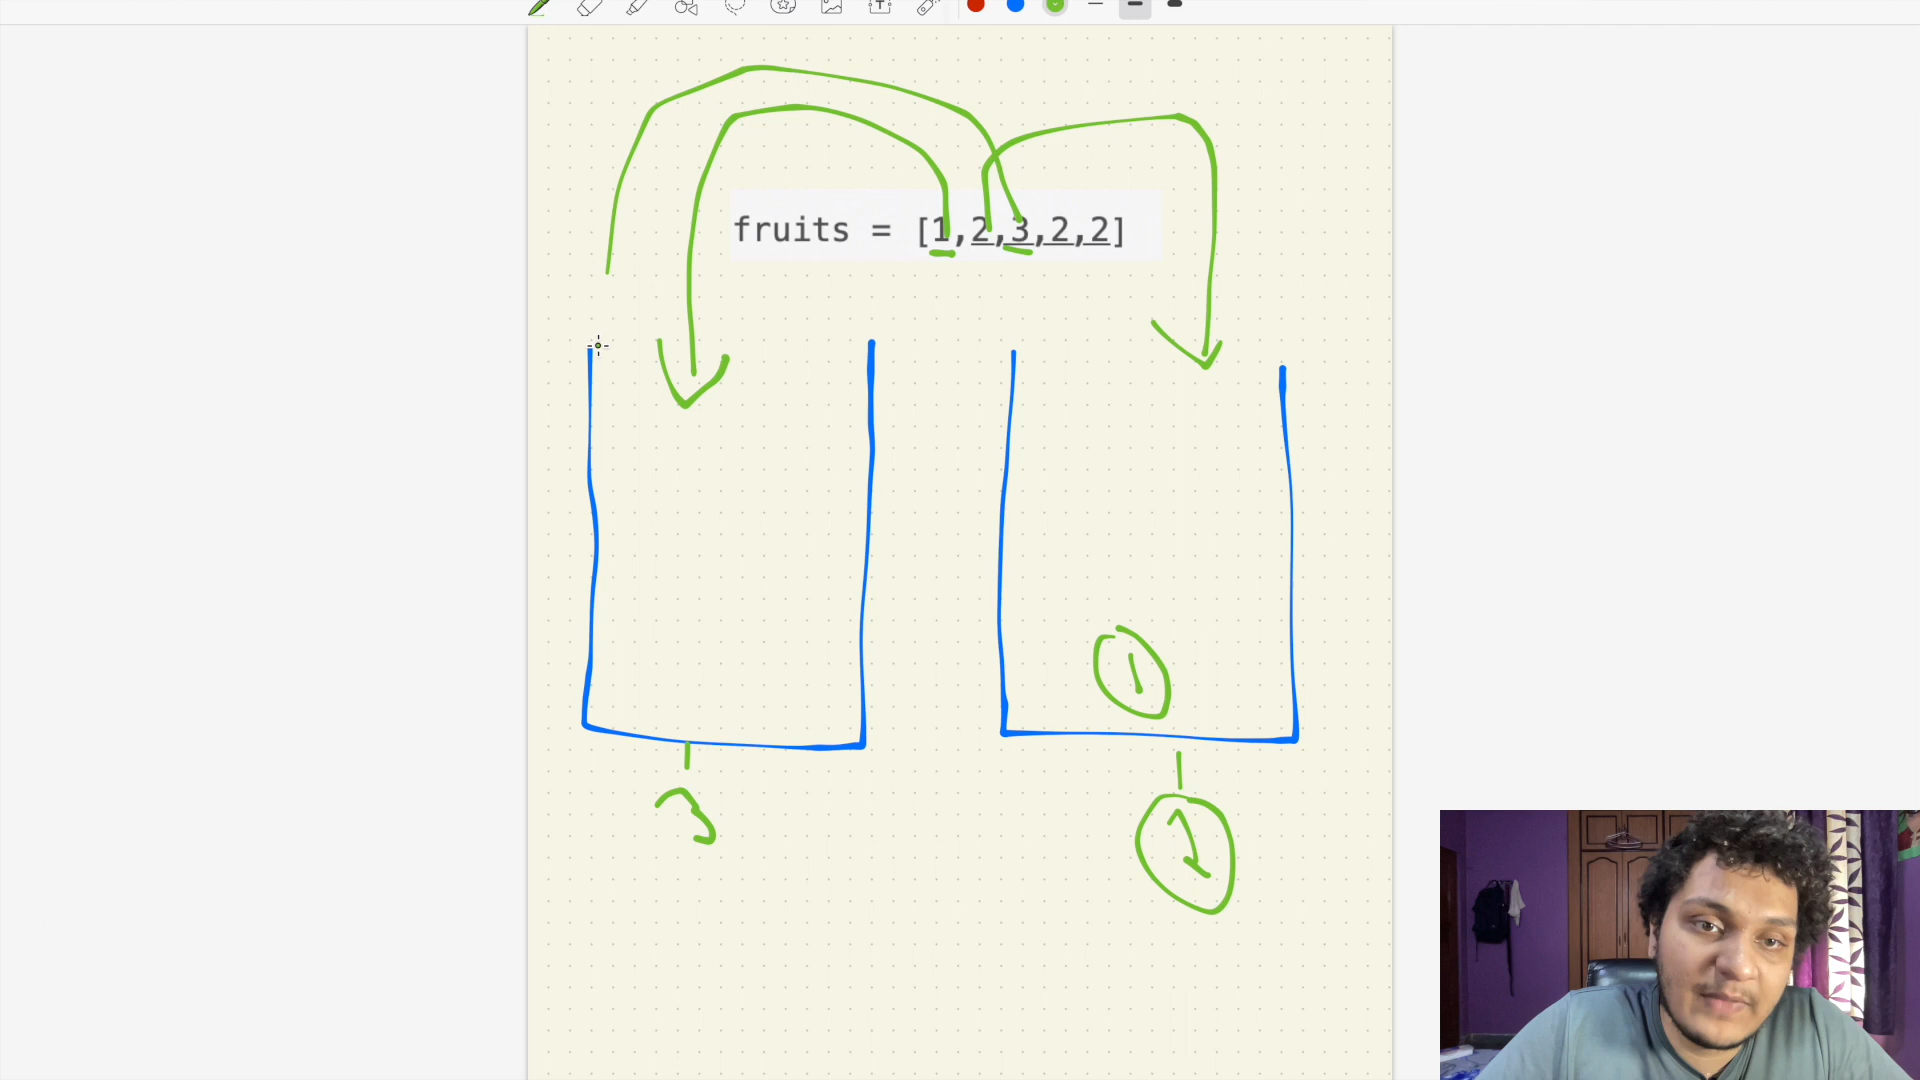 fruits = [1,2,3,2,2]
1
3
2